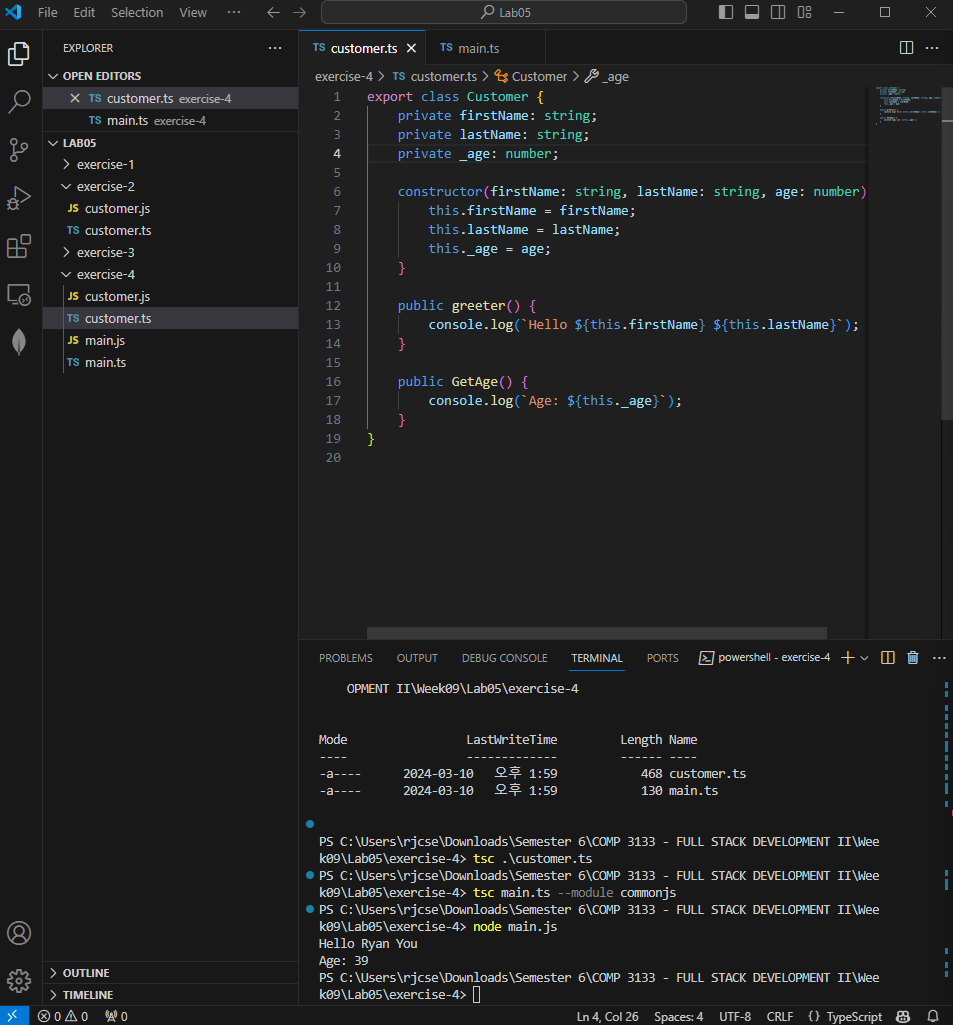 File Edit Selection View ··· Lab05
EXPLORER
OPEN EDITORS
TS customer.ts exercise-4
TS main.ts exercise-4
LAB05
exercise-1
exercise-2
JS customer.js
TS customer.ts
exercise-3
exercise-4
JS customer.js
TS customer.ts
JS main.js
TS main.ts
OUTLINE
TIMELINE
TS customer.ts TS main.ts
exercise-4 > TS customer.ts > Customer > _age
1 export class Customer {
2 private firstName: string;
3 private lastName: string;
4 private _age: number;
5
6 constructor(firstName: string, lastName: string, age: number)
7 this.firstName = firstName;
8 this.lastName = lastName;
9 this._age = age;
10 }
11
12 public greeter() {
13 console.log(`Hello ${this.firstName} ${this.lastName}`);
14 }
15
16 public GetAge() {
17 console.log(`Age: ${this._age}`);
18 }
19 }
20
PROBLEMS OUTPUT DEBUG CONSOLE TERMINAL PORTS powershell - exercise-4
OPMENT II\Week09\Lab05\exercise-4
Mode LastWriteTime Length Name
---- ------------- ------ ----
-a---- 2024-03-10 오후 1:59 468 customer.ts
-a---- 2024-03-10 오후 1:59 130 main.ts
PS C:\Users\rjcse\Downloads\Semester 6\COMP 3133 - FULL STACK DEVELOPMENT II\Wee
k09\Lab05\exercise-4> tsc .\customer.ts
PS C:\Users\rjcse\Downloads\Semester 6\COMP 3133 - FULL STACK DEVELOPMENT II\Wee
k09\Lab05\exercise-4> tsc main.ts --module commonjs
PS C:\Users\rjcse\Downloads\Semester 6\COMP 3133 - FULL STACK DEVELOPMENT II\Wee
k09\Lab05\exercise-4> node main.js
Hello Ryan You
Age: 39
PS C:\Users\rjcse\Downloads\Semester 6\COMP 3133 - FULL STACK DEVELOPMENT II\Wee
k09\Lab05\exercise-4>
0 0 0 Ln 4, Col 26 Spaces: 4 UTF-8 CRLF {} TypeScript